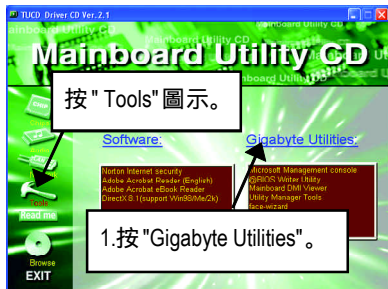 TUCD Driver CD Ver.2.1
Mainboard Utility CD
按"Tools"圖示。
Software:
Gigabyte Utilities:
Norton Internet security
Adobe Acrobat Reader (English)
Adobe Acrobat eBook Reader
DirectX 8.1(support Win98/Me/2k)
Microsoft Management console
@BIOS Writer Utility
Mainboard DMI Viewer
Utility Manager Tools
face-wizard
1.按"Gigabyte Utilities"。
Tools
Read me
Browse
EXIT